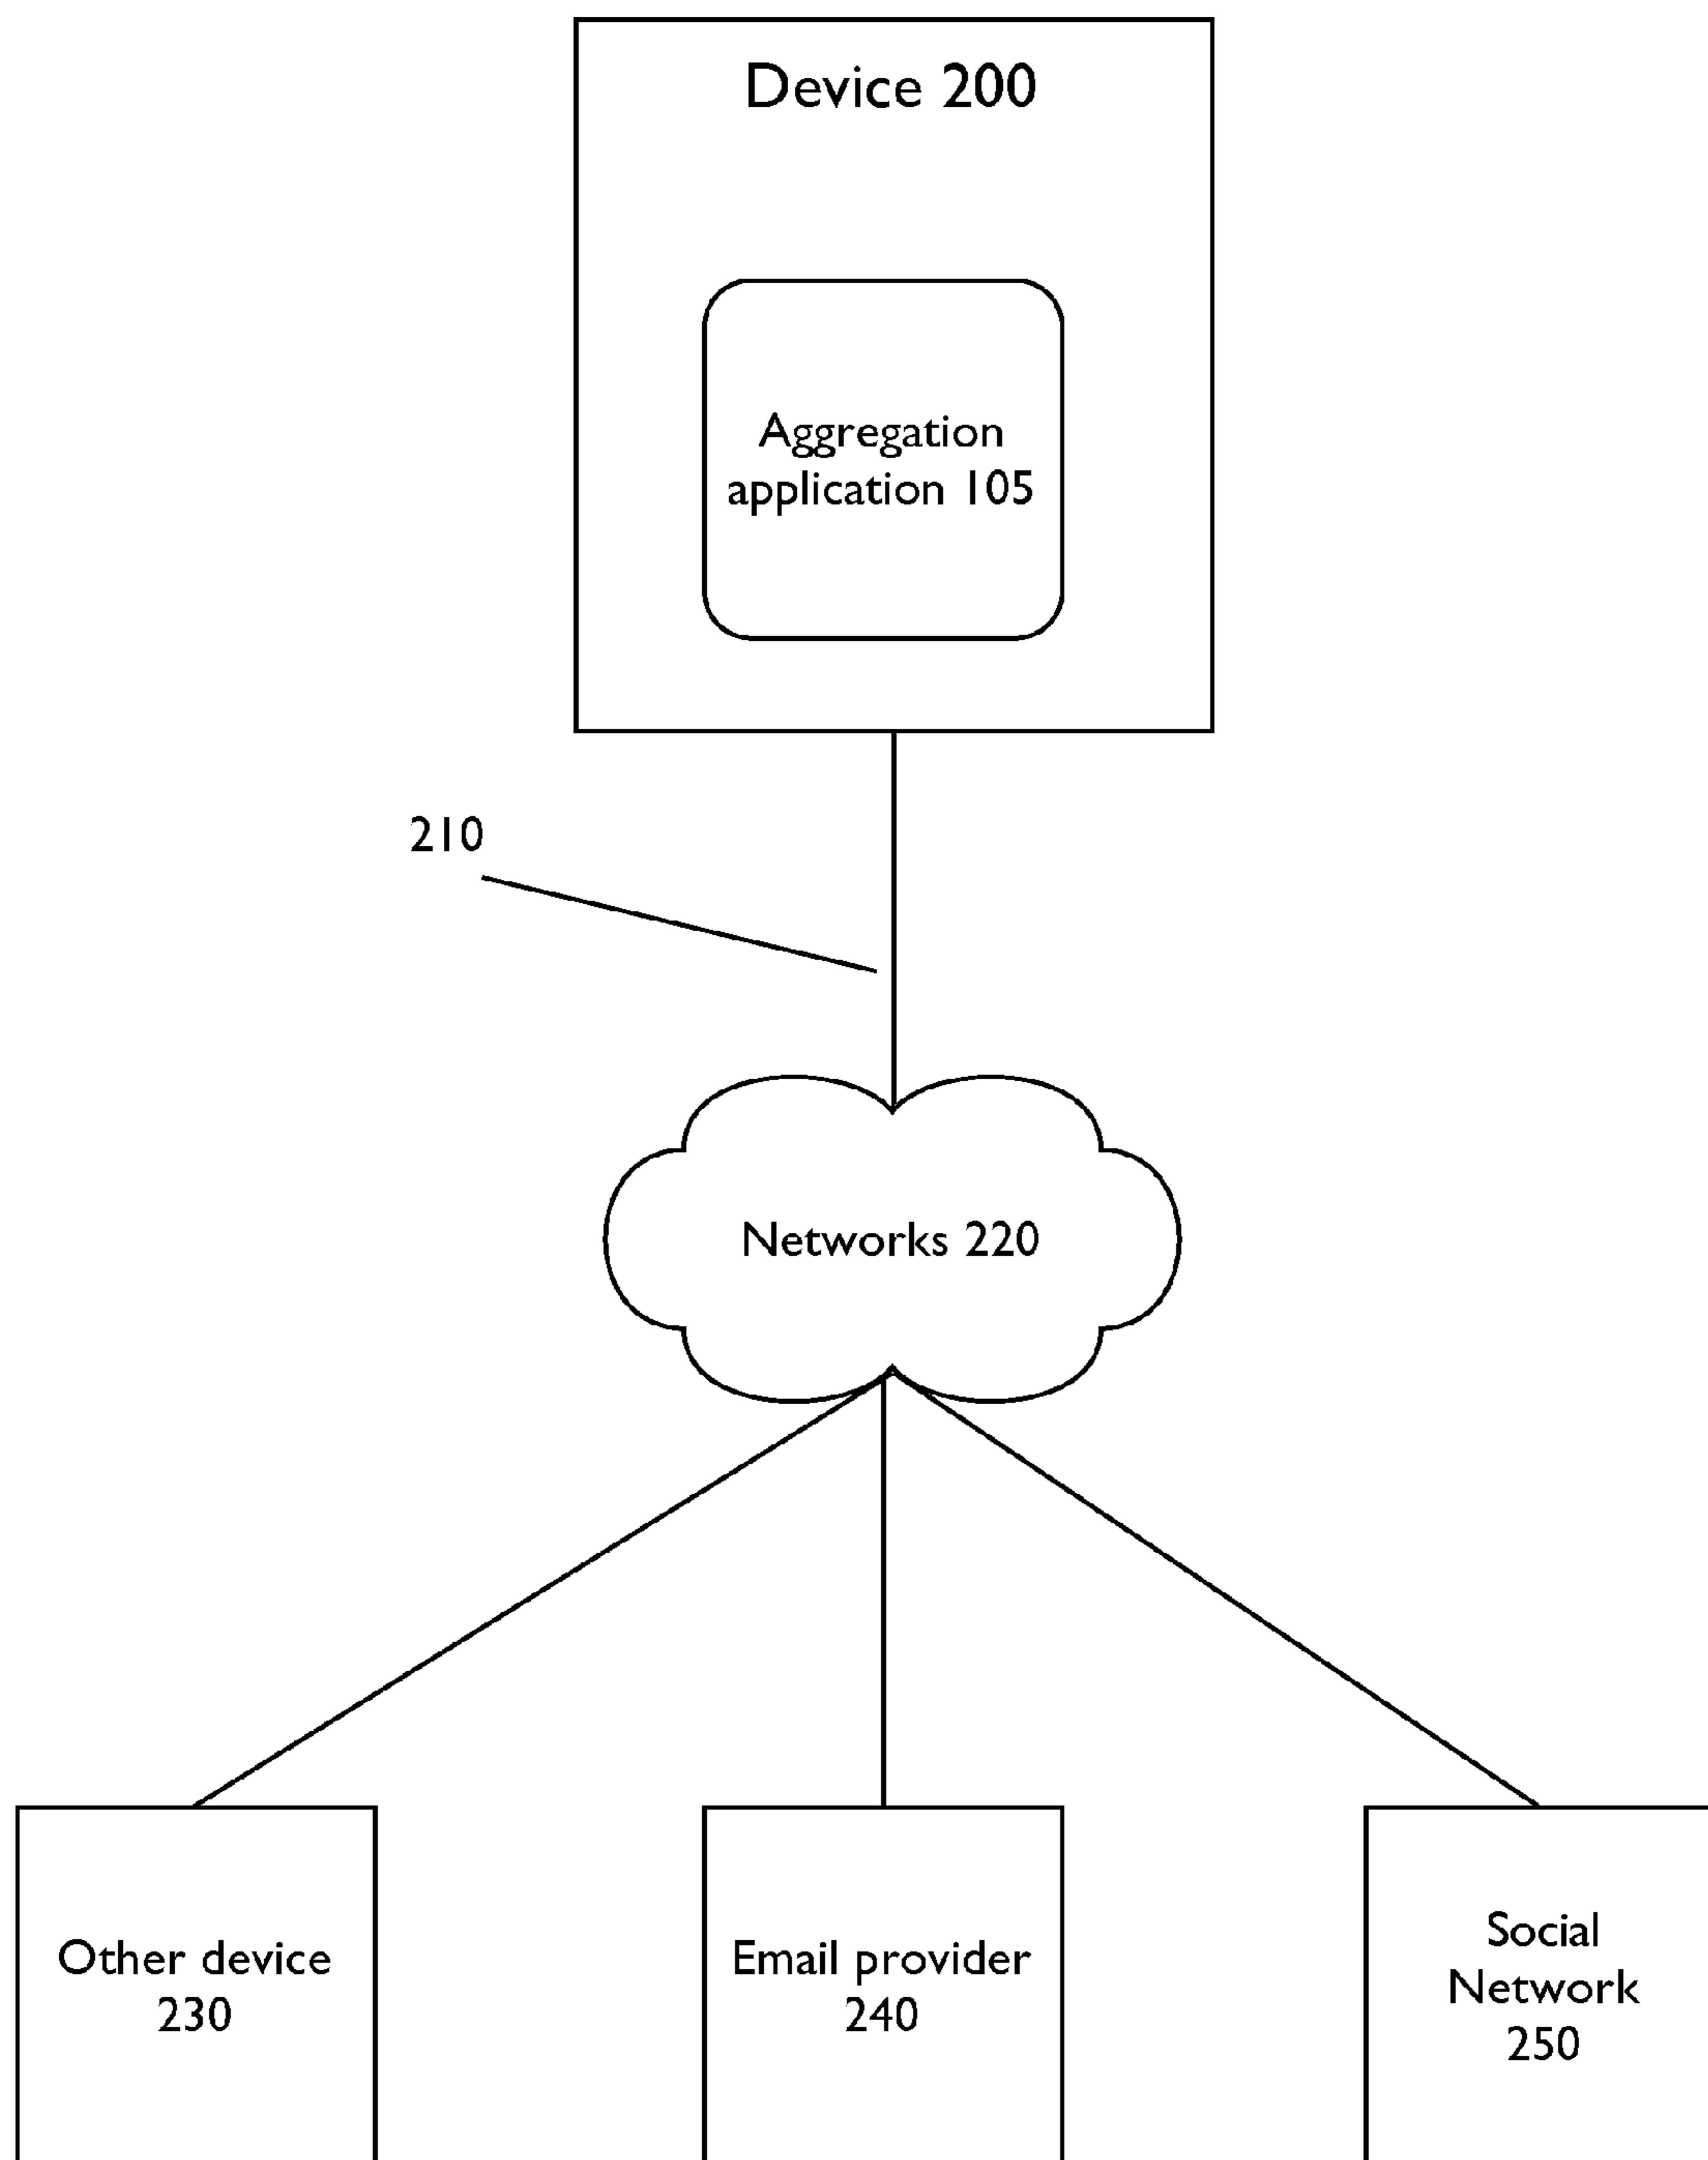 Device 200
Aggregation
application 105
210
Networks 220
Other device
230
Email provider
240
Social
Network
250